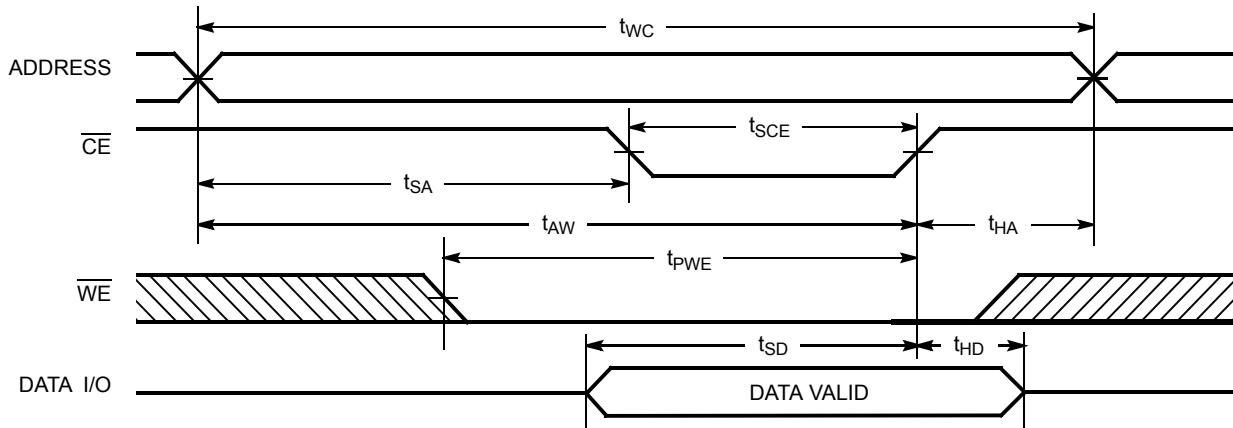 tWC
ADDRESS
CE
tSCE
tSA
tAW
tHA
tPWE
WE
tSD
tHD
DATA I/O
DATA VALID